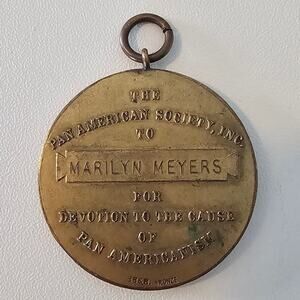 THE
PAN AMERICAN SOCIETY, INC.
TO
MARILYN MEYERS
FOR
DEVOTION TO THE CAUSE
OF
PAN AMERICANISM